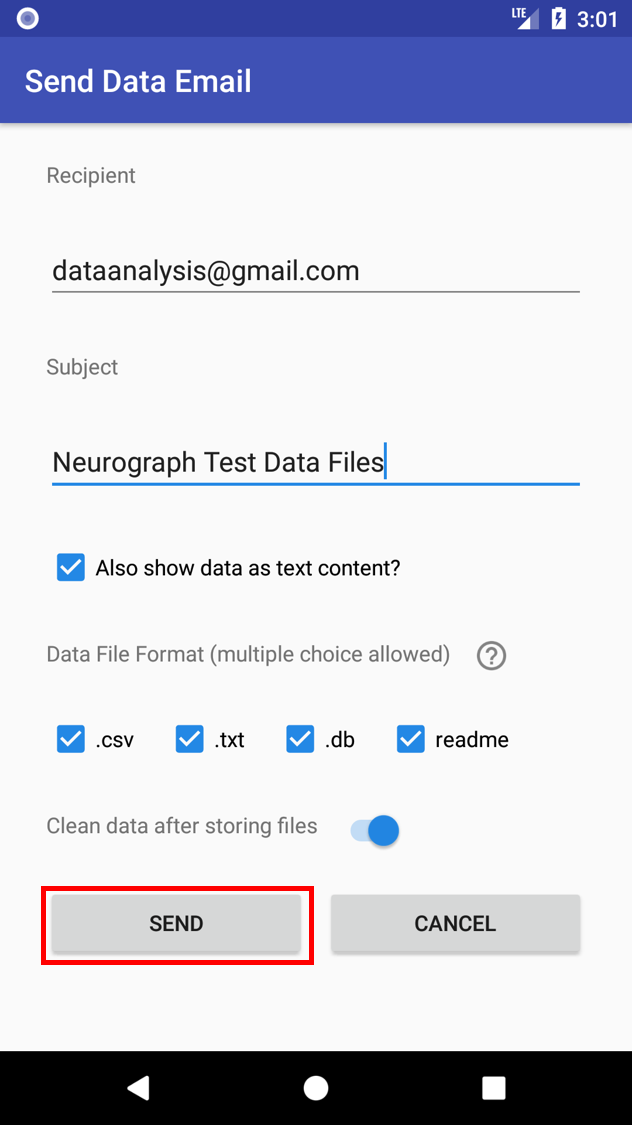 LTE 3:01
Send Data Email
Recipient
dataanalysis@gmail.com
Subject
Neurograph Test Data Files
Also show data as text content?
Data File Format (multiple choice allowed) ?
.csv .txt .db readme
Clean data after storing files
SEND CANCEL